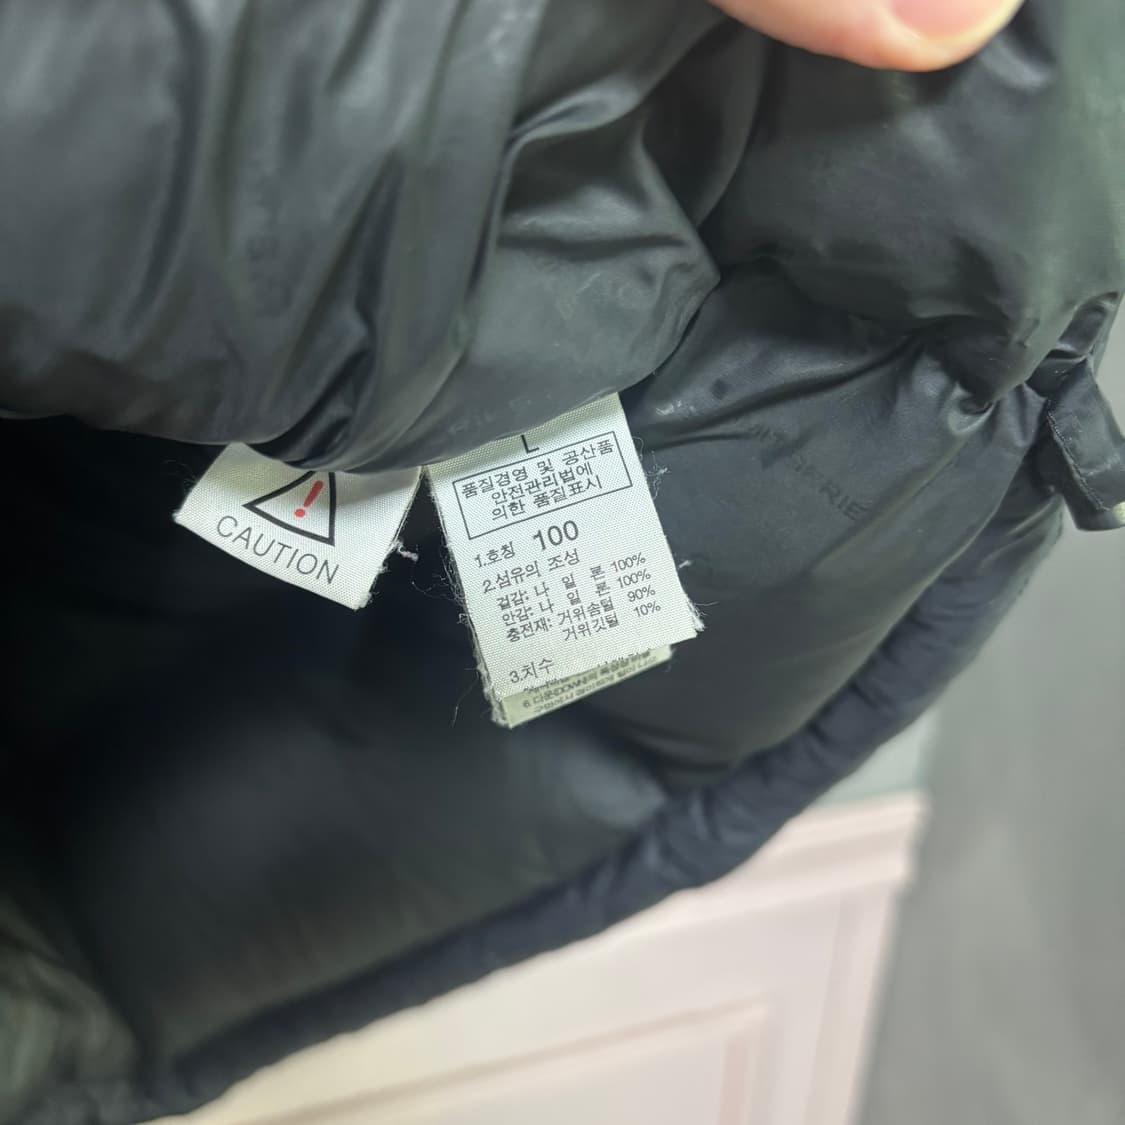 L
품질경영 및 공산품
안전관리법에
의한 품질표시
1.호칭 100
2.섬유의 조성
겉감: 나 일 론 100%
안감: 나 일 론 100%
충전재: 거위솜털 90%
거위깃털 10%
3.치수
!
CAUTION